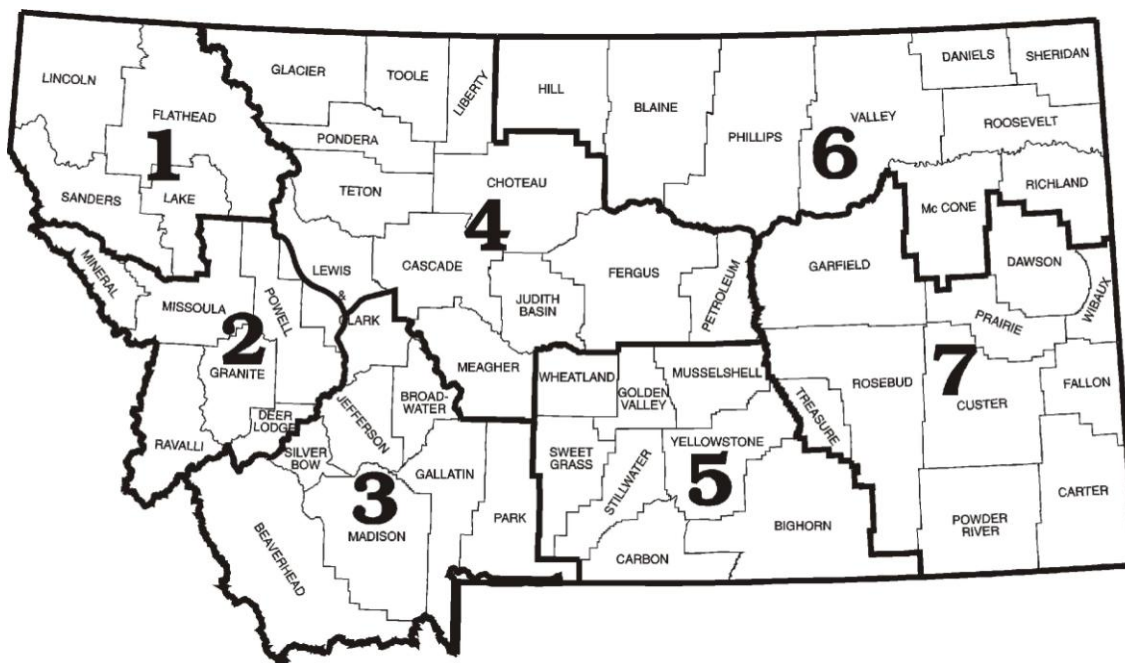 LINCOLN
FLATHEAD
1
SANDERS
LAKE
GLACIER
TOOLE
LIBERTY
PONDERA
TETON
CHOTEAU
4
LEWIS
&
CLARK
CASCADE
JUDITH
BASIN
FERGUS
PETROLEUM
MEAGHER
HILL
BLAINE
PHILLIPS
VALLEY
6
DANIELS
SHERIDAN
ROOSEVELT
RICHLAND
Mc CONE
MINERAL
MISSOULA
POWELL
2
GRANITE
DEER
LODGE
RAVALLI
JEFFERSON
BROAD-
WATER
SILVER
BOW
GALLATIN
3
MADISON
PARK
BEAVERHEAD
WHEATLAND
GOLDEN
VALLEY
MUSSELSHELL
SWEET
GRASS
STILLWATER
YELLOWSTONE
5
CARBON
BIGHORN
GARFIELD
DAWSON
WIBAUX
PRAIRIE
7
TREASURE
ROSEBUD
CUSTER
FALLON
CARTER
POWDER
RIVER